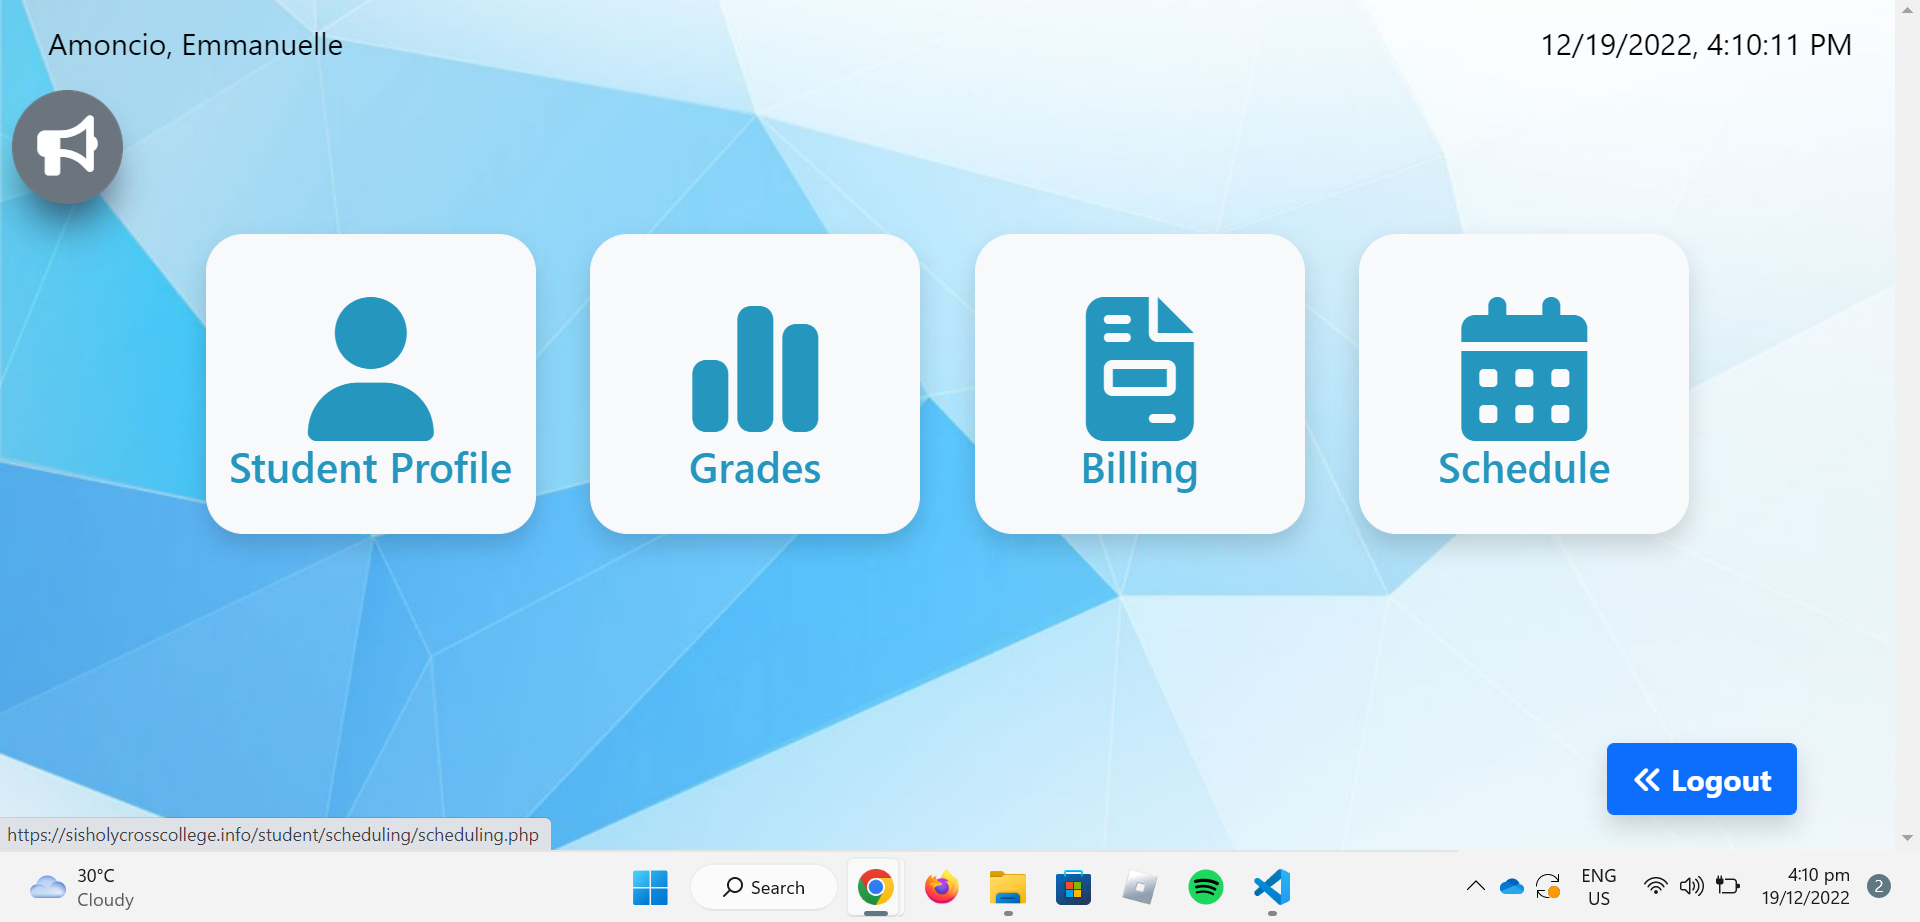 Amoncio, Emmanuelle
12/19/2022, 4:10:11 PM
Student Profile
Grades
Billing
Schedule
Logout
https://sisholycrosscollege.info/student/scheduling/scheduling.php
30°C
Cloudy
Search
ENG
US
4:10 pm
19/12/2022
2